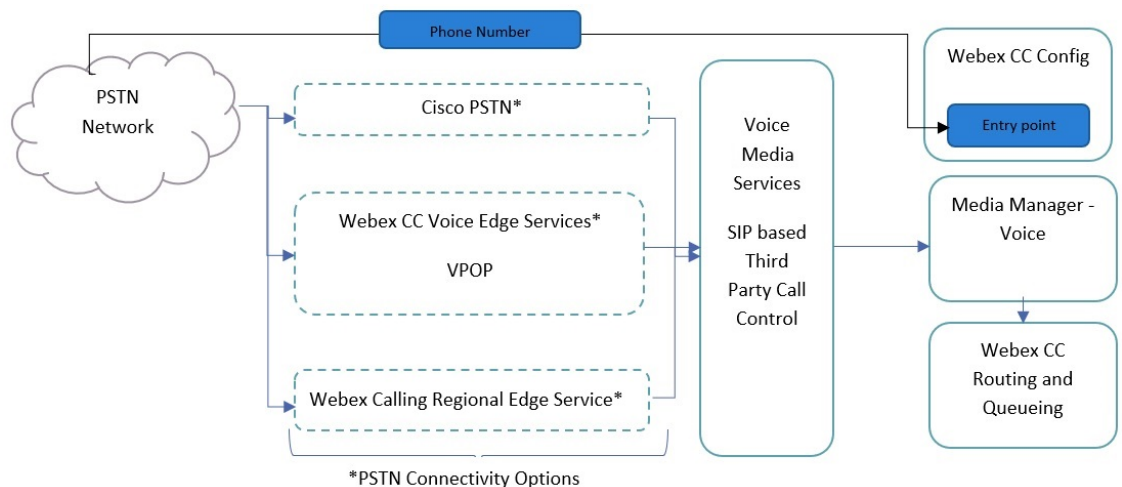 Phone Number
PSTN
Network
Cisco PSTN*
Webex CC Voice Edge Services*
VPOP
Webex Calling Regional Edge Service*
*PSTN Connectivity Options
Voice
Media
Services
SIP based
Third
Party Call
Control
Webex CC Config
Entry point
Media Manager -
Voice
Webex CC
Routing and
Queueing